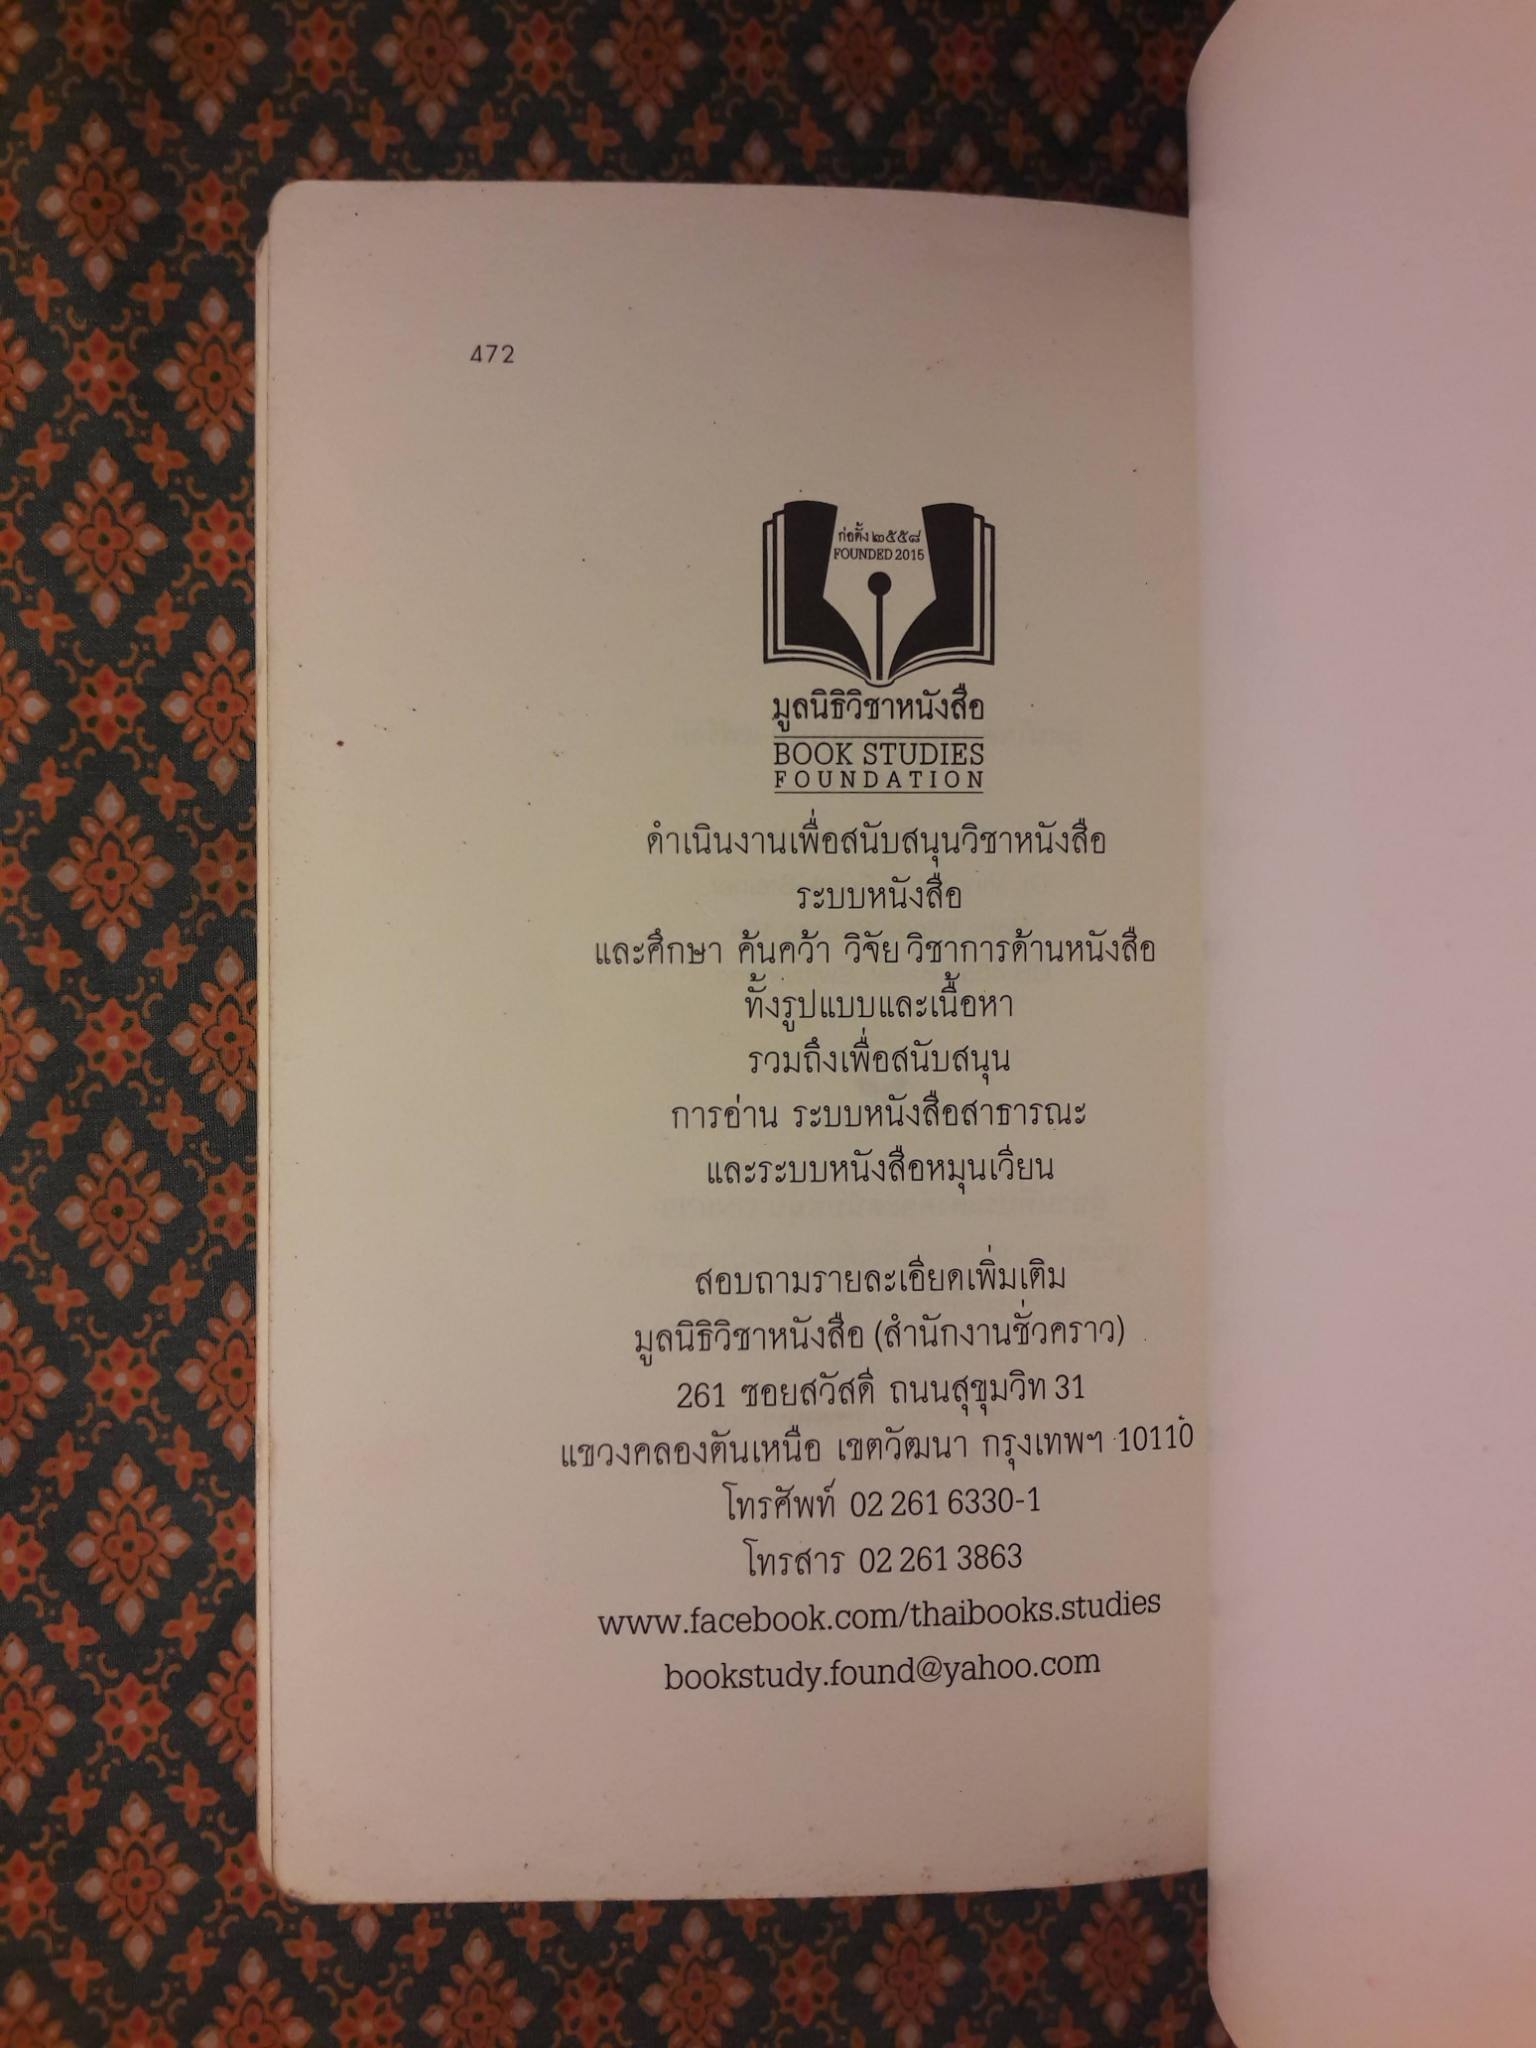 472
ก่อตั้ง ๒๕๕๘
FOUNDED 2015
มูลนิธิวิชาหนังสือ
BOOK STUDIES
FOUNDATION
ดำเนินงานเพื่อสนับสนุนวิชาหนังสือ
ระบบหนังสือ
และศึกษา ค้นคว้า วิจัย วิชาการด้านหนังสือ
ทั้งรูปแบบและเนื้อหา
รวมถึงเพื่อสนับสนุน
การอ่าน ระบบหนังสือสาธารณะ
และระบบหนังสือหมุนเวียน
สอบถามรายละเอียดเพิ่มเติม
มูลนิธิวิชาหนังสือ (สำนักงานชั่วคราว)
261 ซอยสวัสดี ถนนสุขุมวิท 31
แขวงคลองตันเหนือ เขตวัฒนา กรุงเทพฯ 10110
โทรศัพท์ 02 261 6330-1
โทรสาร 02 261 3863
www.facebook.com/thaibooks.studies
bookstudy.found@yahoo.com